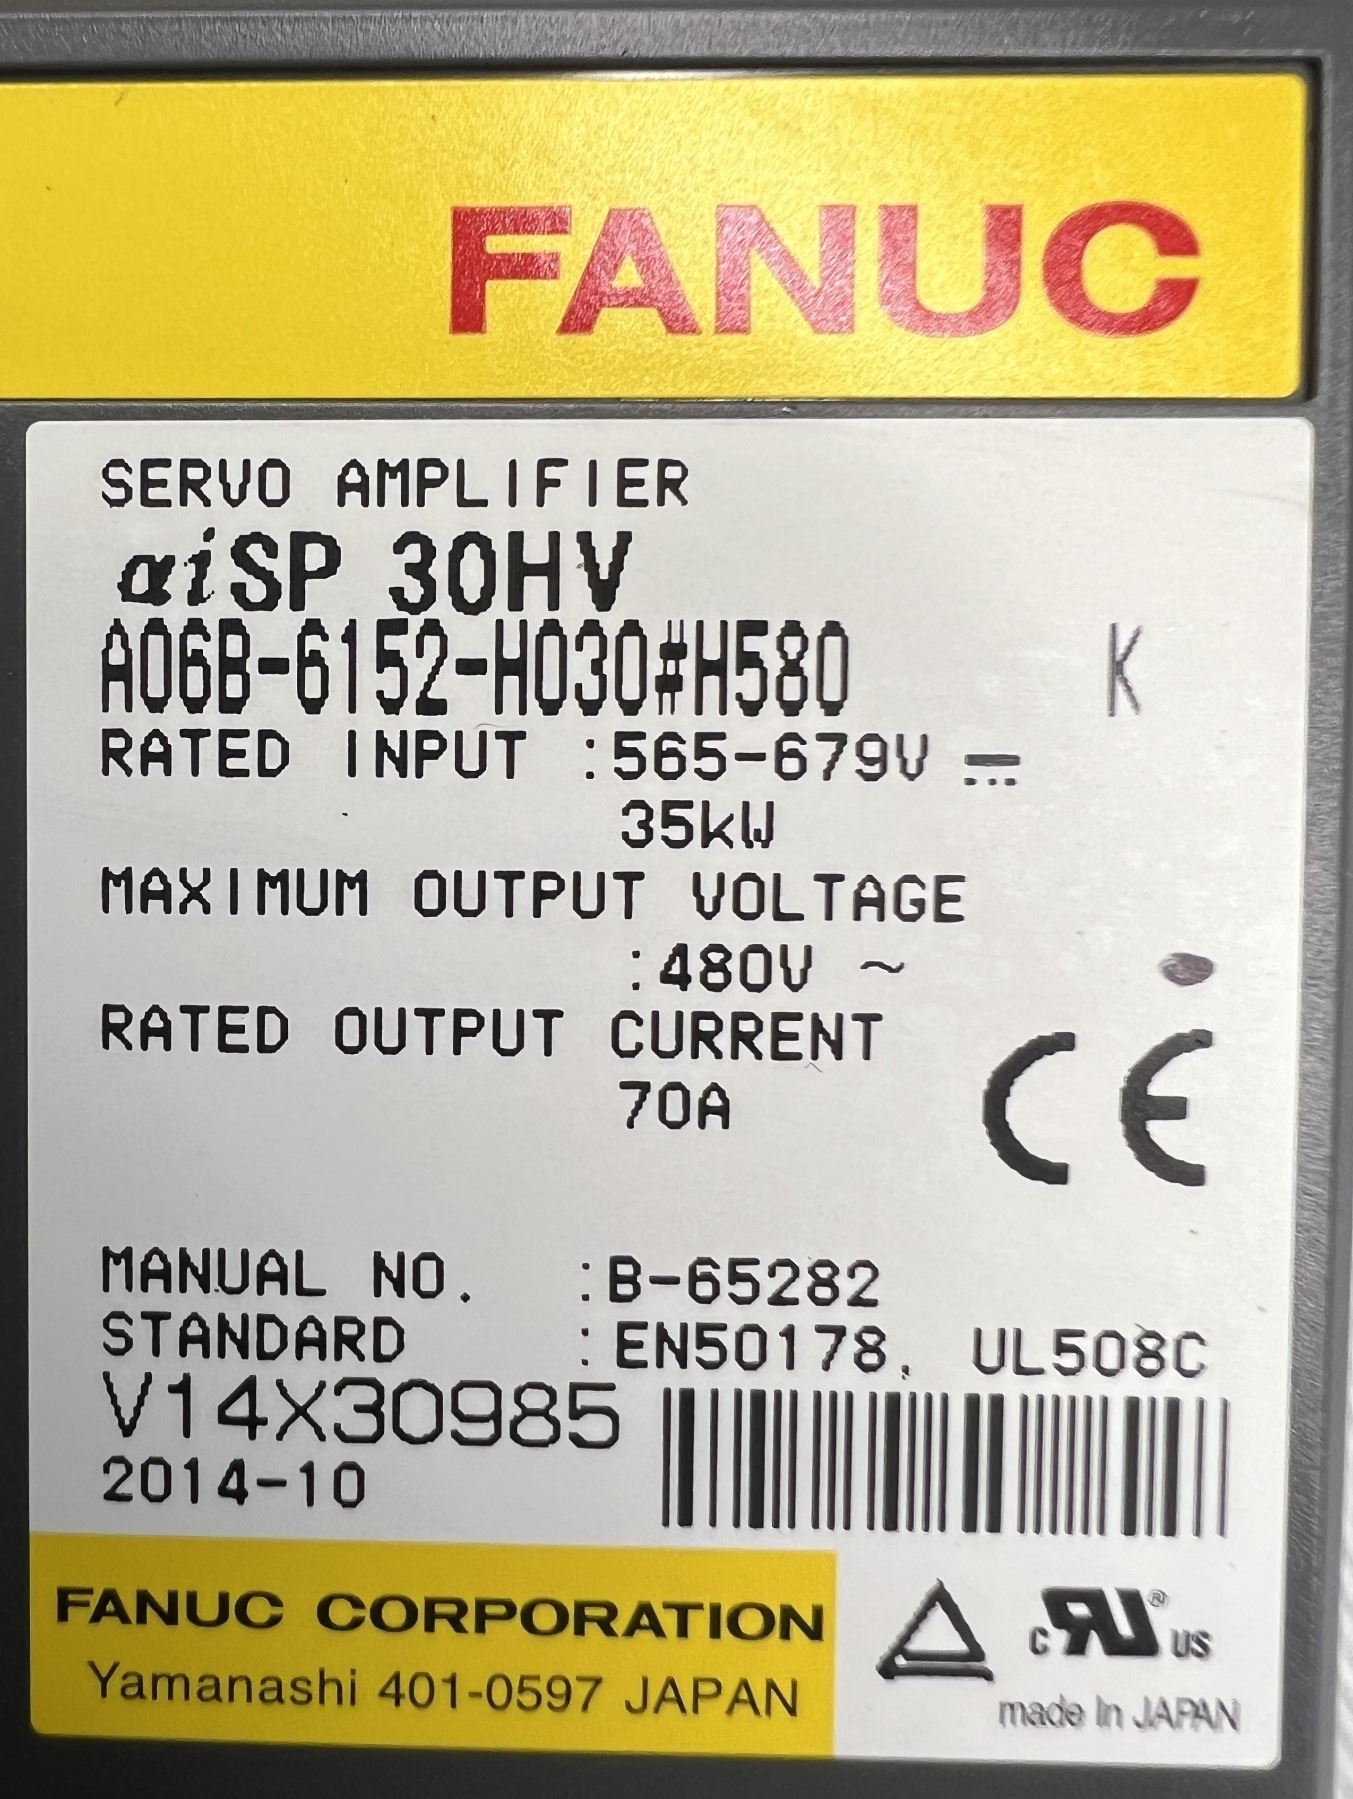 FANUC
SERVO AMPLIFIER
αiSP 30HV
A06B-6152-H030#H580 K
RATED INPUT :565-679V ⎓
35kW
MAXIMUM OUTPUT VOLTAGE
:480V ~
RATED OUTPUT CURRENT
70A
CE
MANUAL NO. :B-65282
STANDARD :EN50178, UL508C
V14X30985
2014-10
FANUC CORPORATION
Yamanashi 401-0597 JAPAN
c RU ® US
made In JAPAN